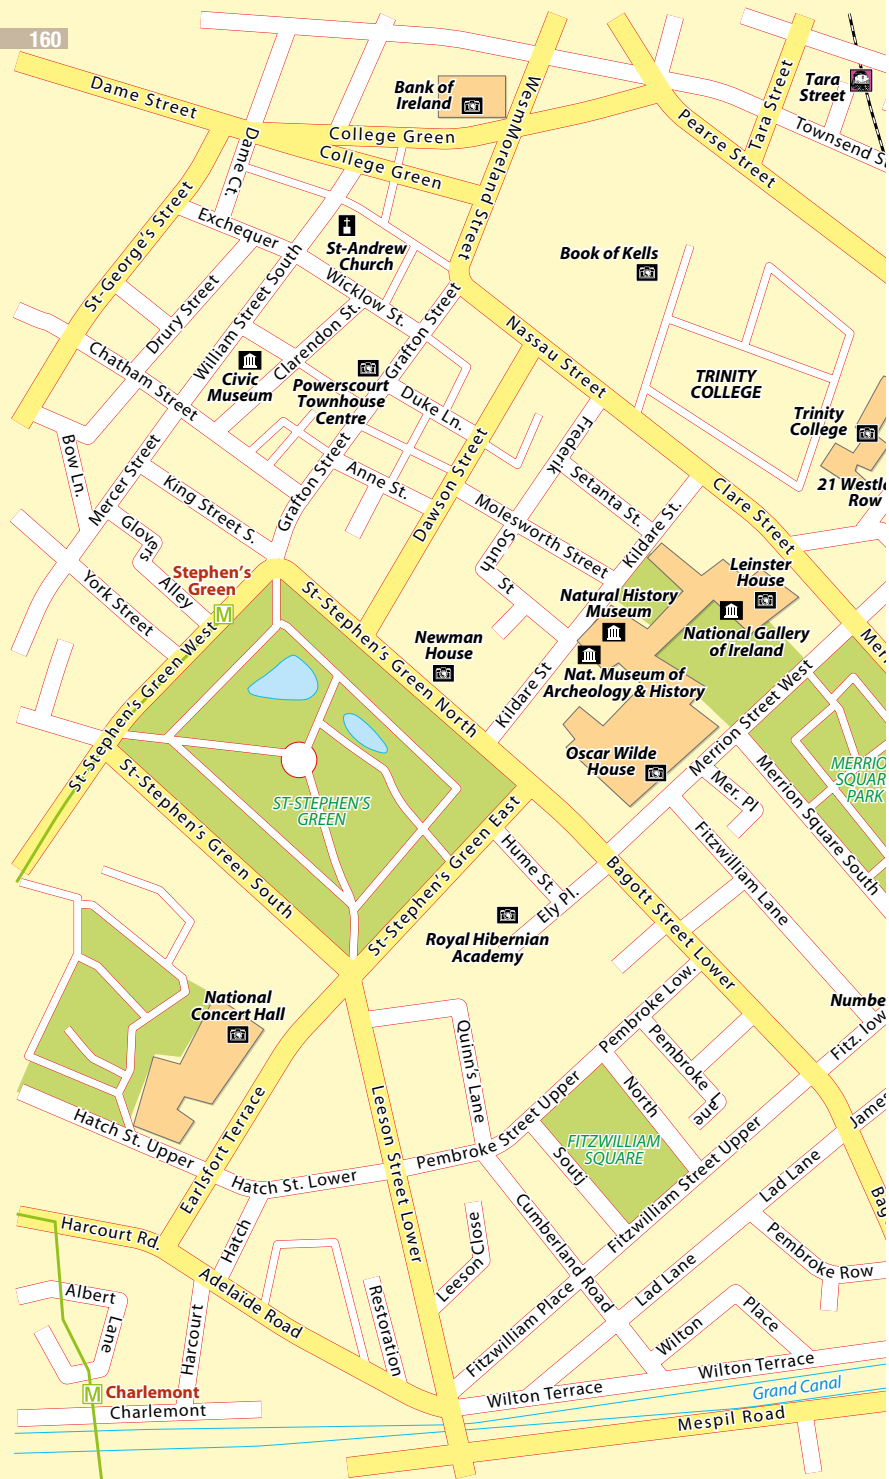 160
Dame Street
Bank of
Ireland
College Green
College Green
WesmMoreland Street
Tara Street
Tara
Street
Townsend S
Pearse Street
Dame Ct.
Exchequer
St-Andrew
Church
Book of Kells
St-George's Street
Drury Street
William Street South
Wicklow St.
Clarendon St.
Grafton Street
Nassau Street
Chatham Street
Civic
Museum
Powerscourt
Townhouse
Centre
Duke Ln.
TRINITY
COLLEGE
Trinity
College
21 Westl
Row
Bow Ln.
Mercer Street
Grafton Street
Anne St.
Dawson Street
Frederik
Setanta St.
Clare Street
King Street S.
Glovers
Alley
Molesworth Street
Kildare St.
South
St
Stephen's
Green
M
York Street
Leinster
House
Natural History
Museum
National Gallery
of Ireland
Newman
House
Nat. Museum of
Archeology & History
Mer
St-Stephen's Green West
St-Stephen's Green North
Kildare St
Merrion Street West
Oscar Wilde
House
MERRIO
SQUAR
PARK
Mer. Pl
Merrion Square South
St-Stephen's Green South
ST-STEPHEN'S
GREEN
St-Stephen's Green East
Hume St.
Ely Pl.
Fitzwilliam Lane
Bagott Street Lower
Royal Hibernian
Academy
National
Concert Hall
Numbe
Fitz. low
Quinn's Lane
Pembroke Low.
Pembroke
Lane
North
James
Hatch St. Upper
Earlsfort Terrace
Leeson Street Lower
Pembroke Street Upper
FITZWILLIAM
SQUARE
Souti
Fitzwilliam Street Upper
Hatch St. Lower
Lad Lane
Bag
Harcourt Rd.
Hatch
Leeson Close
Cumberland Road
Pembroke Row
Adelaïde Road
Lad Lane
Albert
Lane
Harcourt
Restoration
Fitzwilliam Place
Wilton
Place
M
Charlemont
Charlemont
Wilton Terrace
Wilton Terrace
Grand Canal
Mespil Road